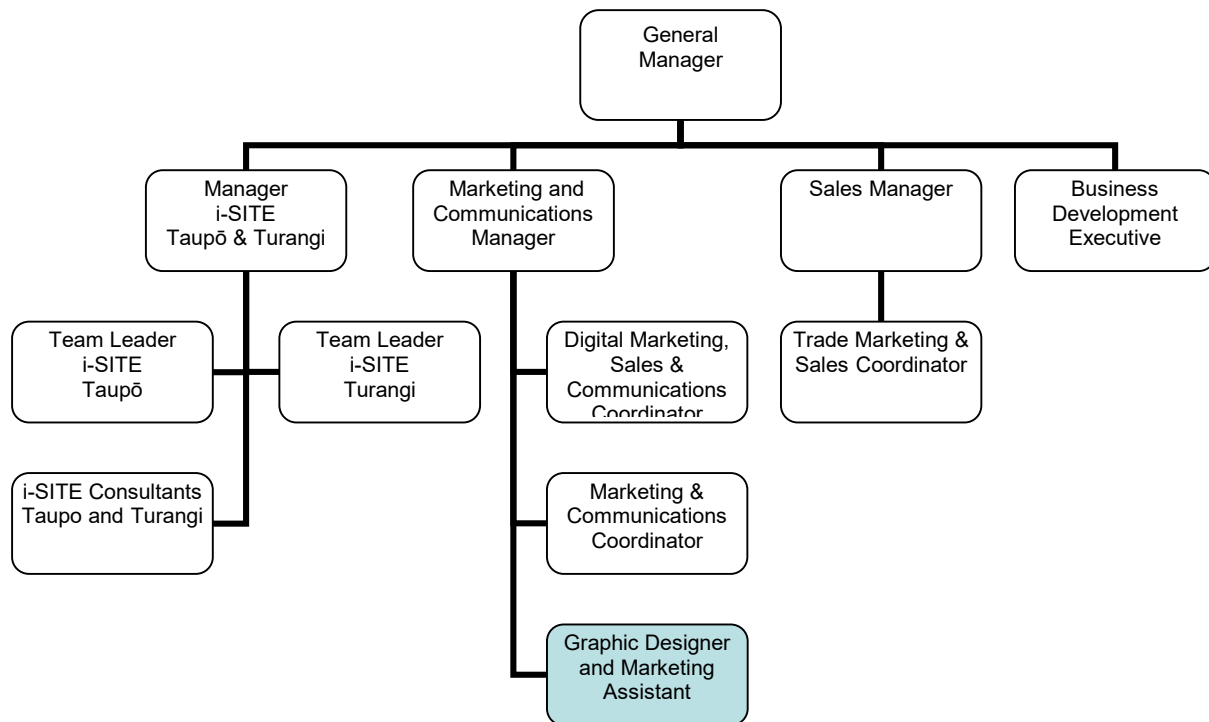 General
Manager
Manager
i-SITE
Taupō & Turangi
Marketing and
Communications
Manager
Sales Manager
Business
Development
Executive
Team Leader
i-SITE
Taupō
Team Leader
i-SITE
Turangi
Digital Marketing,
Sales &
Communications
Coordinator
Trade Marketing &
Sales Coordinator
i-SITE Consultants
Taupo and Turangi
Marketing &
Communications
Coordinator
Graphic Designer
and Marketing
Assistant